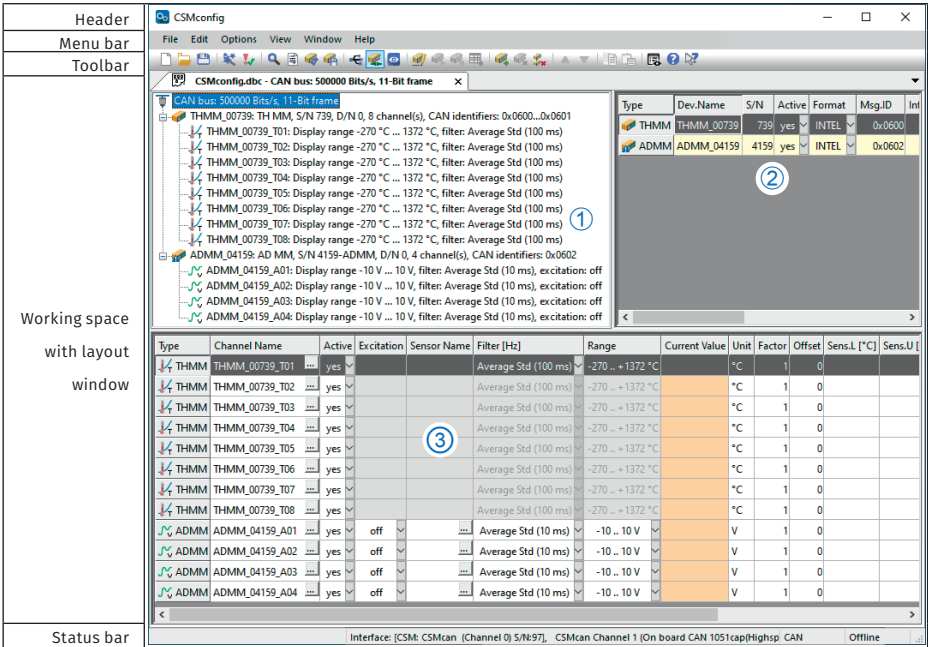 Header
Menu bar
Toolbar
Working space
with layout
window
Status bar
CSMconfig
File Edit Options View Window Help
CSMconfig.dbc - CAN bus: 500000 Bits/s, 11-Bit frame x
CAN bus: 500000 Bits/s, 11-Bit frame
THMM_00739: TH MM, S/N 739, D/N 0, 8 channel(s), CAN identifiers: 0x0600...0x0601
THMM_00739_T01: Display range -270 °C ... 1372 °C, filter: Average Std (100 ms)
THMM_00739_T02: Display range -270 °C ... 1372 °C, filter: Average Std (100 ms)
THMM_00739_T03: Display range -270 °C ... 1372 °C, filter: Average Std (100 ms)
THMM_00739_T04: Display range -270 °C ... 1372 °C, filter: Average Std (100 ms)
THMM_00739_T05: Display range -270 °C ... 1372 °C, filter: Average Std (100 ms)
THMM_00739_T06: Display range -270 °C ... 1372 °C, filter: Average Std (100 ms)
THMM_00739_T07: Display range -270 °C ... 1372 °C, filter: Average Std (100 ms)
THMM_00739_T08: Display range -270 °C ... 1372 °C, filter: Average Std (100 ms)
ADMM_04159: AD MM, S/N 4159-ADMM, D/N 0, 4 channel(s), CAN identifiers: 0x0602
ADMM_04159_A01: Display range -10 V ... 10 V, filter: Average Std (10 ms), excitation: off
ADMM_04159_A02: Display range -10 V ... 10 V, filter: Average Std (10 ms), excitation: off
ADMM_04159_A03: Display range -10 V ... 10 V, filter: Average Std (10 ms), excitation: off
ADMM_04159_A04: Display range -10 V ... 10 V, filter: Average Std (10 ms), excitation: off
①
Type Dev.Name S/N Active Format Msg.ID Int
THMM THMM_00739 739 yes INTEL 0x0600
ADMM ADMM_04159 4159 yes INTEL 0x0602
②
Type Channel Name Active Excitation Sensor Name Filter [Hz] Range Current Value Unit Factor Offset Sens.L [°C] Sens.U [
THMM THMM_00739_T01 ... yes Average Std (100 ms) -270 .. +1372 °C °C 1 0
THMM THMM_00739_T02 ... yes Average Std (100 ms) -270 .. +1372 °C °C 1 0
THMM THMM_00739_T03 ... yes Average Std (100 ms) -270 .. +1372 °C °C 1 0
THMM THMM_00739_T04 ... yes Average Std (100 ms) -270 .. +1372 °C °C 1 0
THMM THMM_00739_T05 ... yes Average Std (100 ms) -270 .. +1372 °C °C 1 0
THMM THMM_00739_T06 ... yes Average Std (100 ms) -270 .. +1372 °C °C 1 0
THMM THMM_00739_T07 ... yes Average Std (100 ms) -270 .. +1372 °C °C 1 0
THMM THMM_00739_T08 ... yes Average Std (100 ms) -270 .. +1372 °C °C 1 0
③
ADMM ADMM_04159_A01 ... yes off ... Average Std (10 ms) -10 .. 10 V V 1 0
ADMM ADMM_04159_A02 ... yes off ... Average Std (10 ms) -10 .. 10 V V 1 0
ADMM ADMM_04159_A03 ... yes off ... Average Std (10 ms) -10 .. 10 V V 1 0
ADMM ADMM_04159_A04 ... yes off ... Average Std (10 ms) -10 .. 10 V V 1 0
Interface: [CSM: CSMcan (Channel 0) S/N:97], CSMcan Channel 1 (On board CAN 1051cap(Highsp CAN Offline